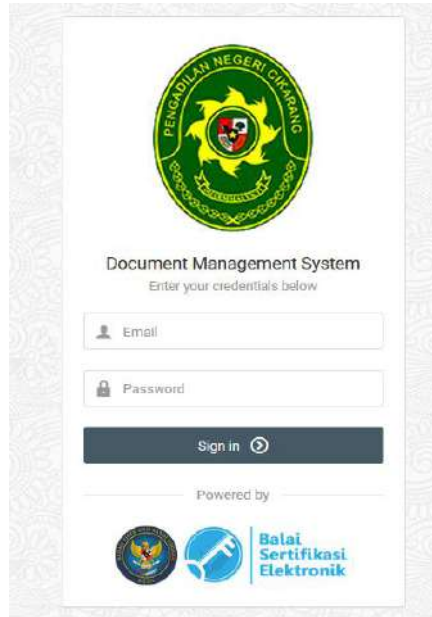 PENGADILAN NEGERI CIKARANG
Document Management System
Enter your credentials below
Email
Password
Sign in
Powered by
Balai
Sertifikasi
Elektronik